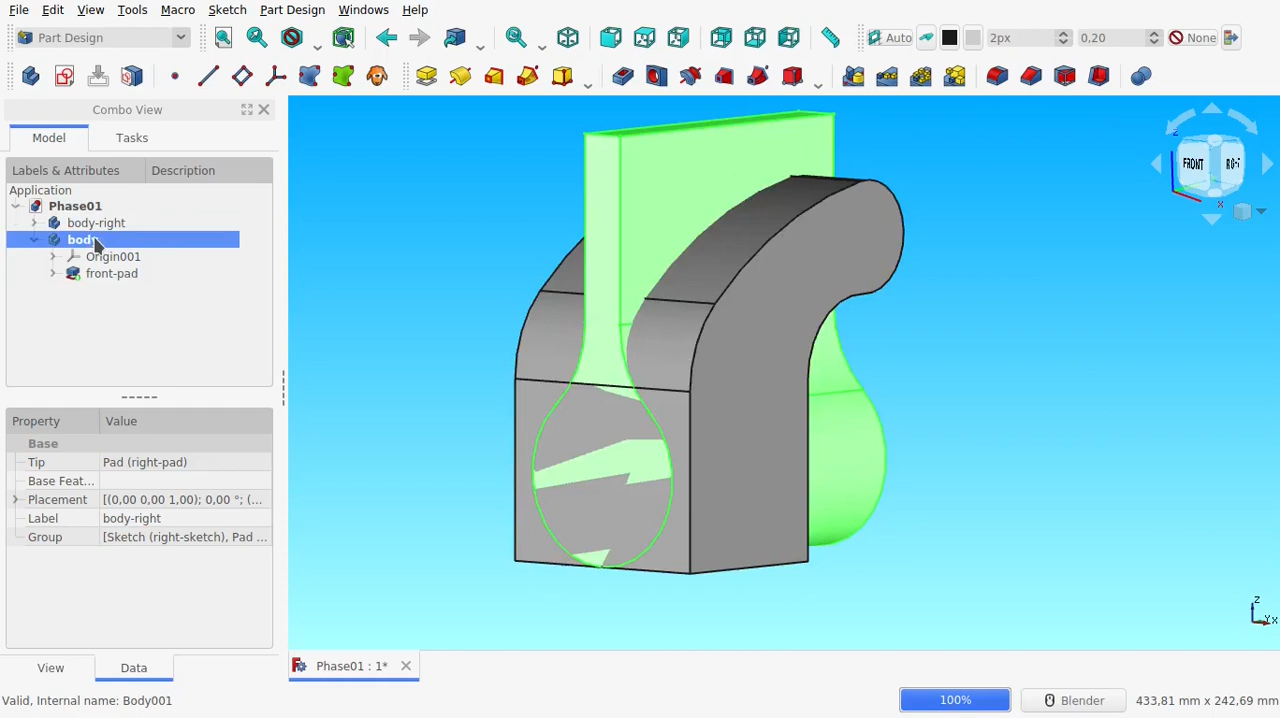 File Edit View Tools Macro Sketch Part Design Windows Help
Part Design Auto 2px 0,20 None
Combo View
Model Tasks
Labels & Attributes Description
Application
Phase01
body-right
body
Origin001
front-pad
Property Value
Base
Tip Pad (right-pad)
Base Feat...
Placement [(0,00 0,00 1,00); 0,00 °; (...
Label body-right
Group [Sketch (right-sketch), Pad ...
View Data
Phase01 : 1*
Valid, Internal name: Body001
100% Blender 433,81 mm x 242,69 mm
FRONT
z
x
z
x